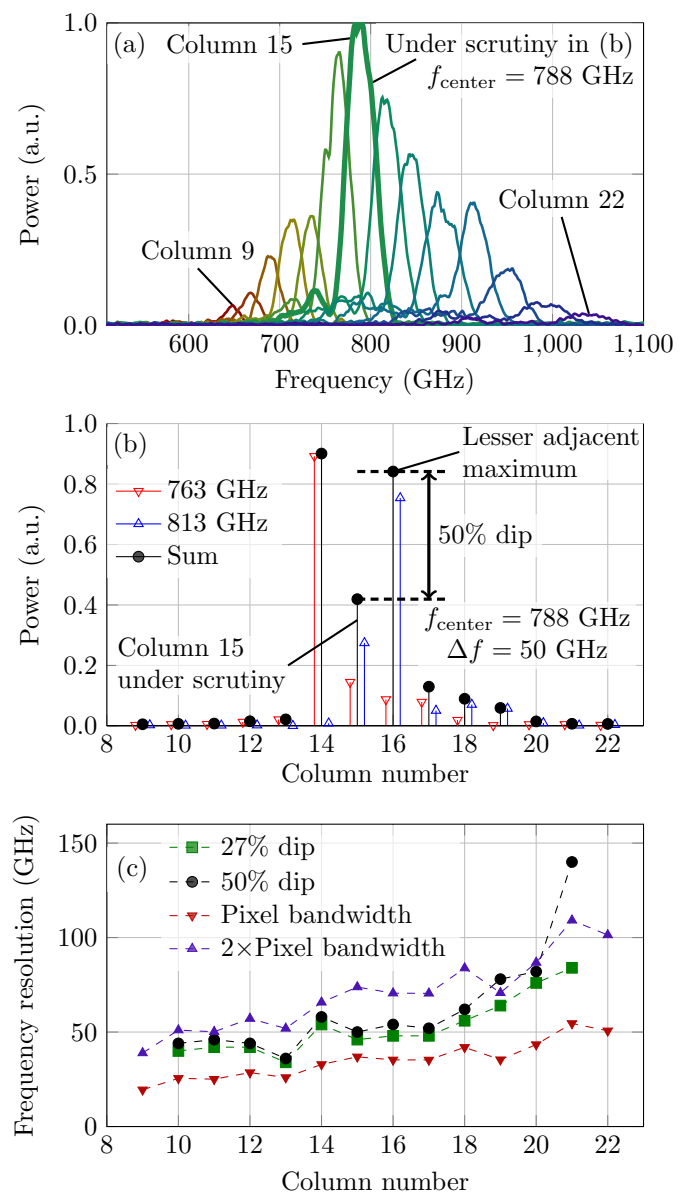 1.0
(a)
Column 15
Under scrutiny in (b)
f_center = 788 GHz
0.5
Column 22
Column 9
0.0
600 700 800 900 1,000 1,100
Power (a.u.)
Frequency (GHz)
1.0
(b)
Lesser adjacent
maximum
0.8
763 GHz
813 GHz
Sum
50% dip
0.6
0.4
f_center = 788 GHz
Δf = 50 GHz
Column 15
under scrutiny
0.2
0.0
8 10 12 14 16 18 20 22
Power (a.u.)
Column number
150
(c)
27% dip
50% dip
Pixel bandwidth
2×Pixel bandwidth
100
50
0
8 10 12 14 16 18 20 22
Frequency resolution (GHz)
Column number